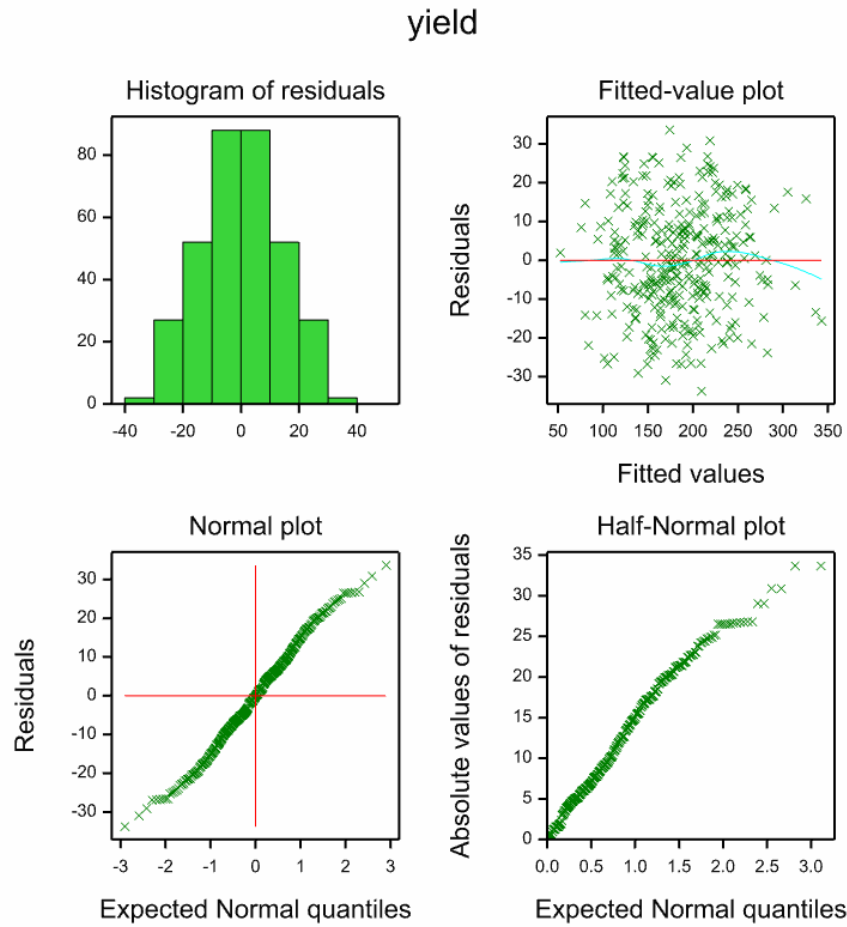 yield
Histogram of residuals
80
60
40
20
0
-40 -20 0 20 40
Fitted-value plot
Residuals
30
20
10
0
-10
-20
-30
50 100 150 200 250 300 350
Fitted values
Normal plot
Residuals
30
20
10
0
-10
-20
-30
-3 -2 -1 0 1 2 3
Expected Normal quantiles
Half-Normal plot
Absolute values of residuals
35
30
25
20
15
10
5
0
0.0 0.5 1.0 1.5 2.0 2.5 3.0
Expected Normal quantiles